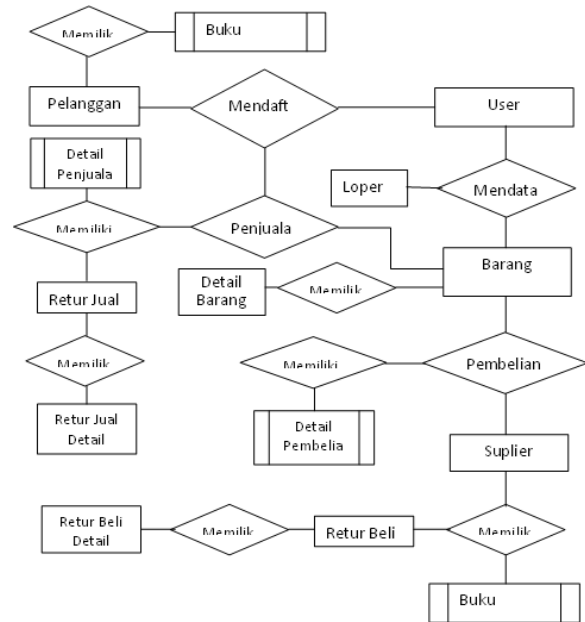 Memilik
Buku
Pelanggan
Mendaft
User
Detail
Penjuala
Loper
Mendata
Memiliki
Penjuala
Barang
Detail
Barang
Memilik
Retur Jual
Memilik
Memiliki
Pembelian
Retur Jual
Detail
Detail
Pembelia
Suplier
Retur Beli
Detail
Memilik
Retur Beli
Memilik
Buku